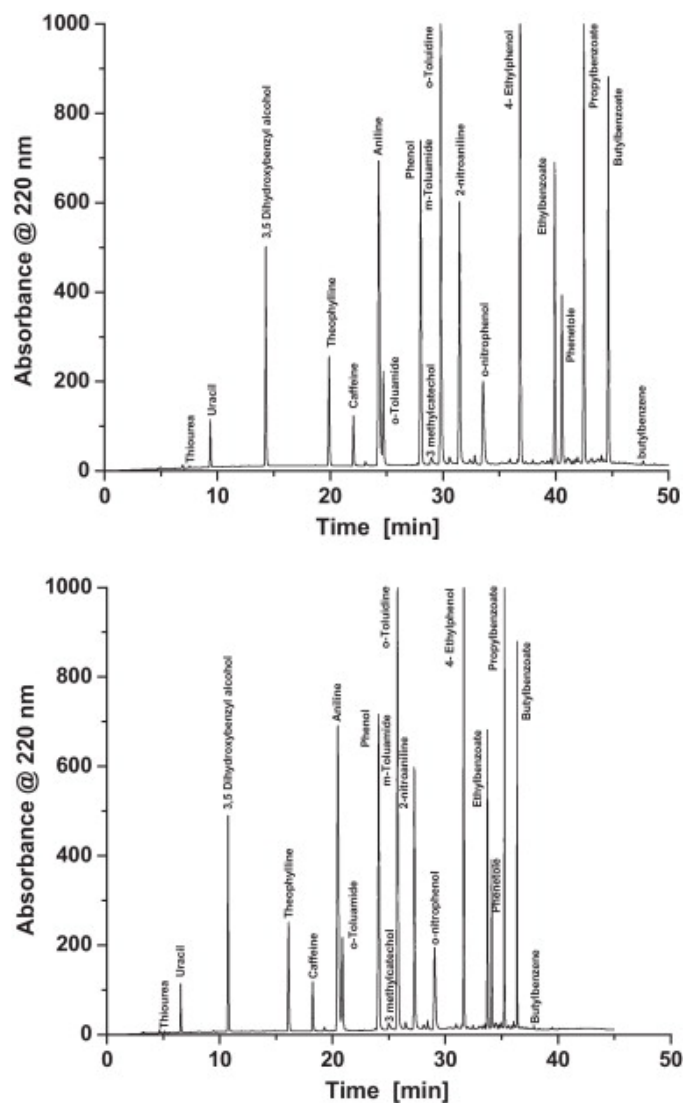 1000
800
600
400
200
0
Absorbance @ 220 nm
Thiourea
Uracil
3,5 Dihydroxybenzyl alcohol
Theophylline
Caffeine
Aniline
o-Toluamide
Phenol
m-Toluamide
3 methylcatechol
o-Toluidine
2-nitroaniline
o-nitrophenol
4- Ethylphenol
Ethylbenzoate
Phenetole
Propylbenzoate
Butylbenzoate
butylbenzene
0 10 20 30 40 50
Time [min]
1000
800
600
400
200
0
Absorbance @ 220 nm
Thiourea
Uracil
3,5 Dihydroxybenzyl alcohol
Theophylline
Caffeine
Aniline
o-Toluamide
Phenol
m-Toluamide
3 methylcatechol
o-Toluidine
2-nitroaniline
o-nitrophenol
4- Ethylphenol
Ethylbenzoate
Phenetole
Propylbenzoate
Butylbenzoate
Butylbenzene
0 10 20 30 40 50
Time [min]